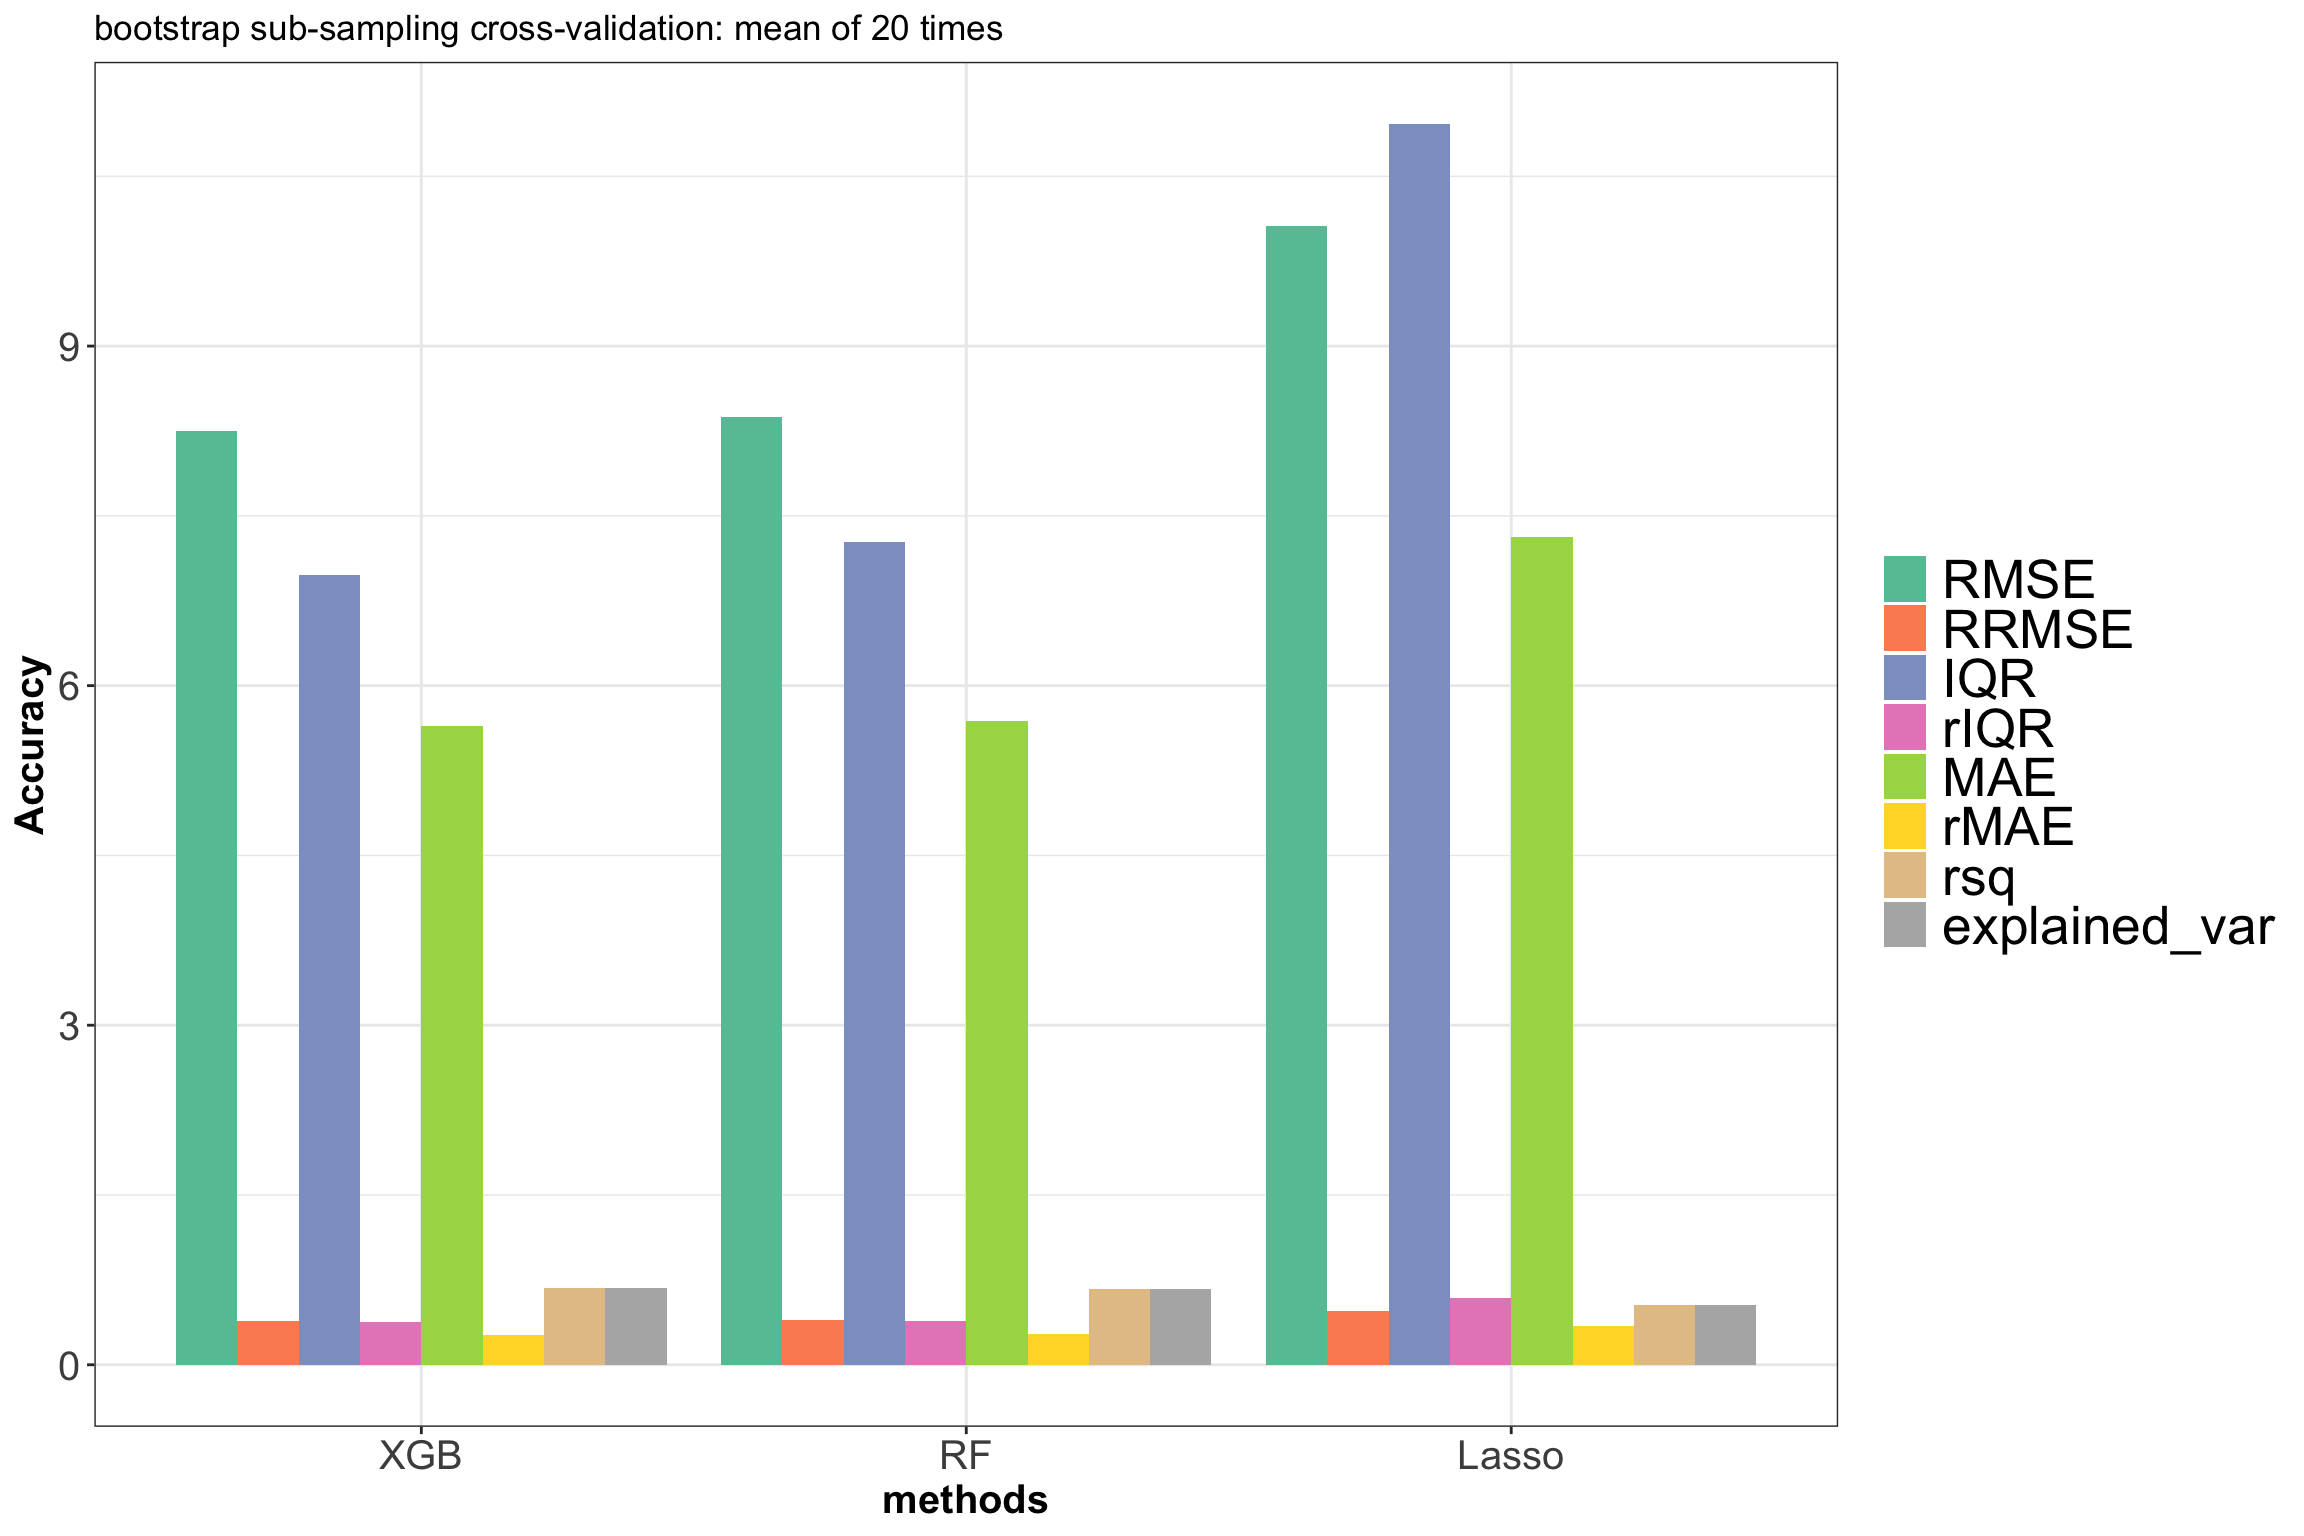 bootstrap sub-sampling cross-validation: mean of 20 times
Accuracy
9
6
3
0
XGB
RF
Lasso
methods
RMSE
RRMSE
IQR
rIQR
MAE
rMAE
rsq
explained_var